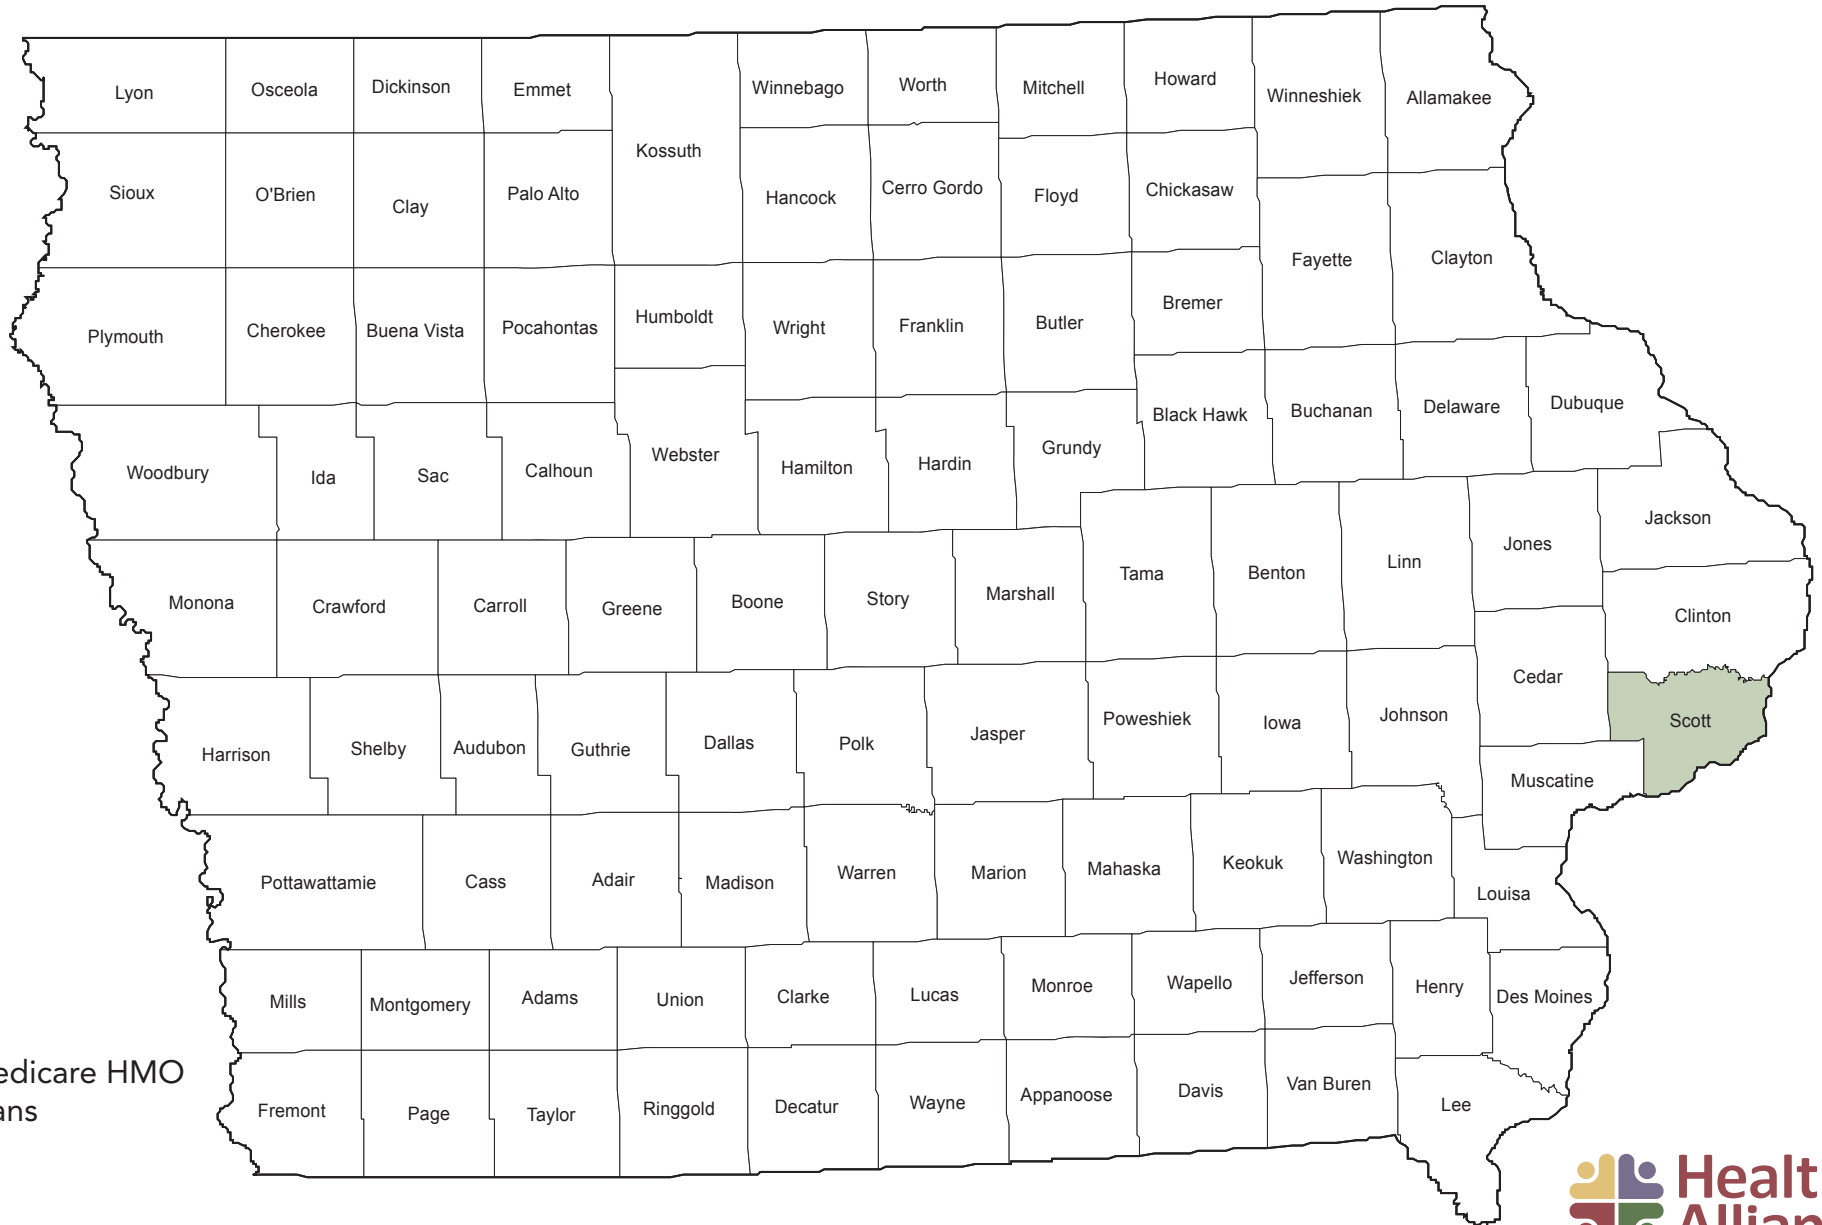 Lyon
Osceola
Dickinson
Emmet
Kossuth
Winnebago
Worth
Mitchell
Howard
Winneshiek
Allamakee
Sioux
O'Brien
Clay
Palo Alto
Hancock
Cerro Gordo
Floyd
Chickasaw
Fayette
Clayton
Plymouth
Cherokee
Buena Vista
Pocahontas
Humboldt
Wright
Franklin
Butler
Bremer
Woodbury
Ida
Sac
Calhoun
Webster
Hamilton
Hardin
Grundy
Black Hawk
Buchanan
Delaware
Dubuque
Monona
Crawford
Carroll
Greene
Boone
Story
Marshall
Tama
Benton
Linn
Jones
Jackson
Clinton
Harrison
Shelby
Audubon
Guthrie
Dallas
Polk
Jasper
Poweshiek
Iowa
Johnson
Cedar
Scott
Muscatine
Pottawattamie
Cass
Adair
Madison
Warren
Marion
Mahaska
Keokuk
Washington
Louisa
Mills
Montgomery
Adams
Union
Clarke
Lucas
Monroe
Wapello
Jefferson
Henry
Des Moines
Fremont
Page
Taylor
Ringgold
Decatur
Wayne
Appanoose
Davis
Van Buren
Lee
edicare HMO
ans
Healt
Allian